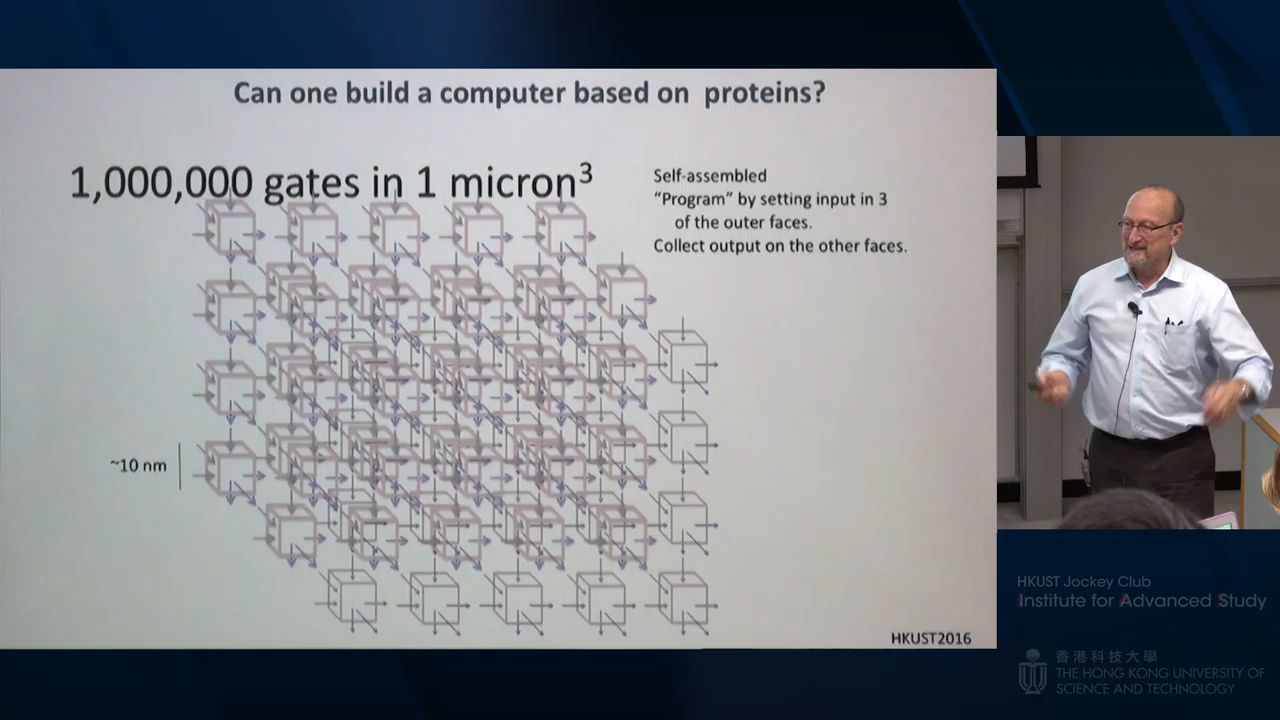 Can one build a computer based on proteins?
1,000,000 gates in 1 micron³
Self-assembled
“Program” by setting input in 3
of the outer faces.
Collect output on the other faces.
~10 nm
HKUST2016
HKUST Jockey Club
Institute for Advanced Study
香港科技大學
THE HONG KONG UNIVERSITY OF
SCIENCE AND TECHNOLOGY